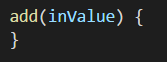 add(inValue) {
}